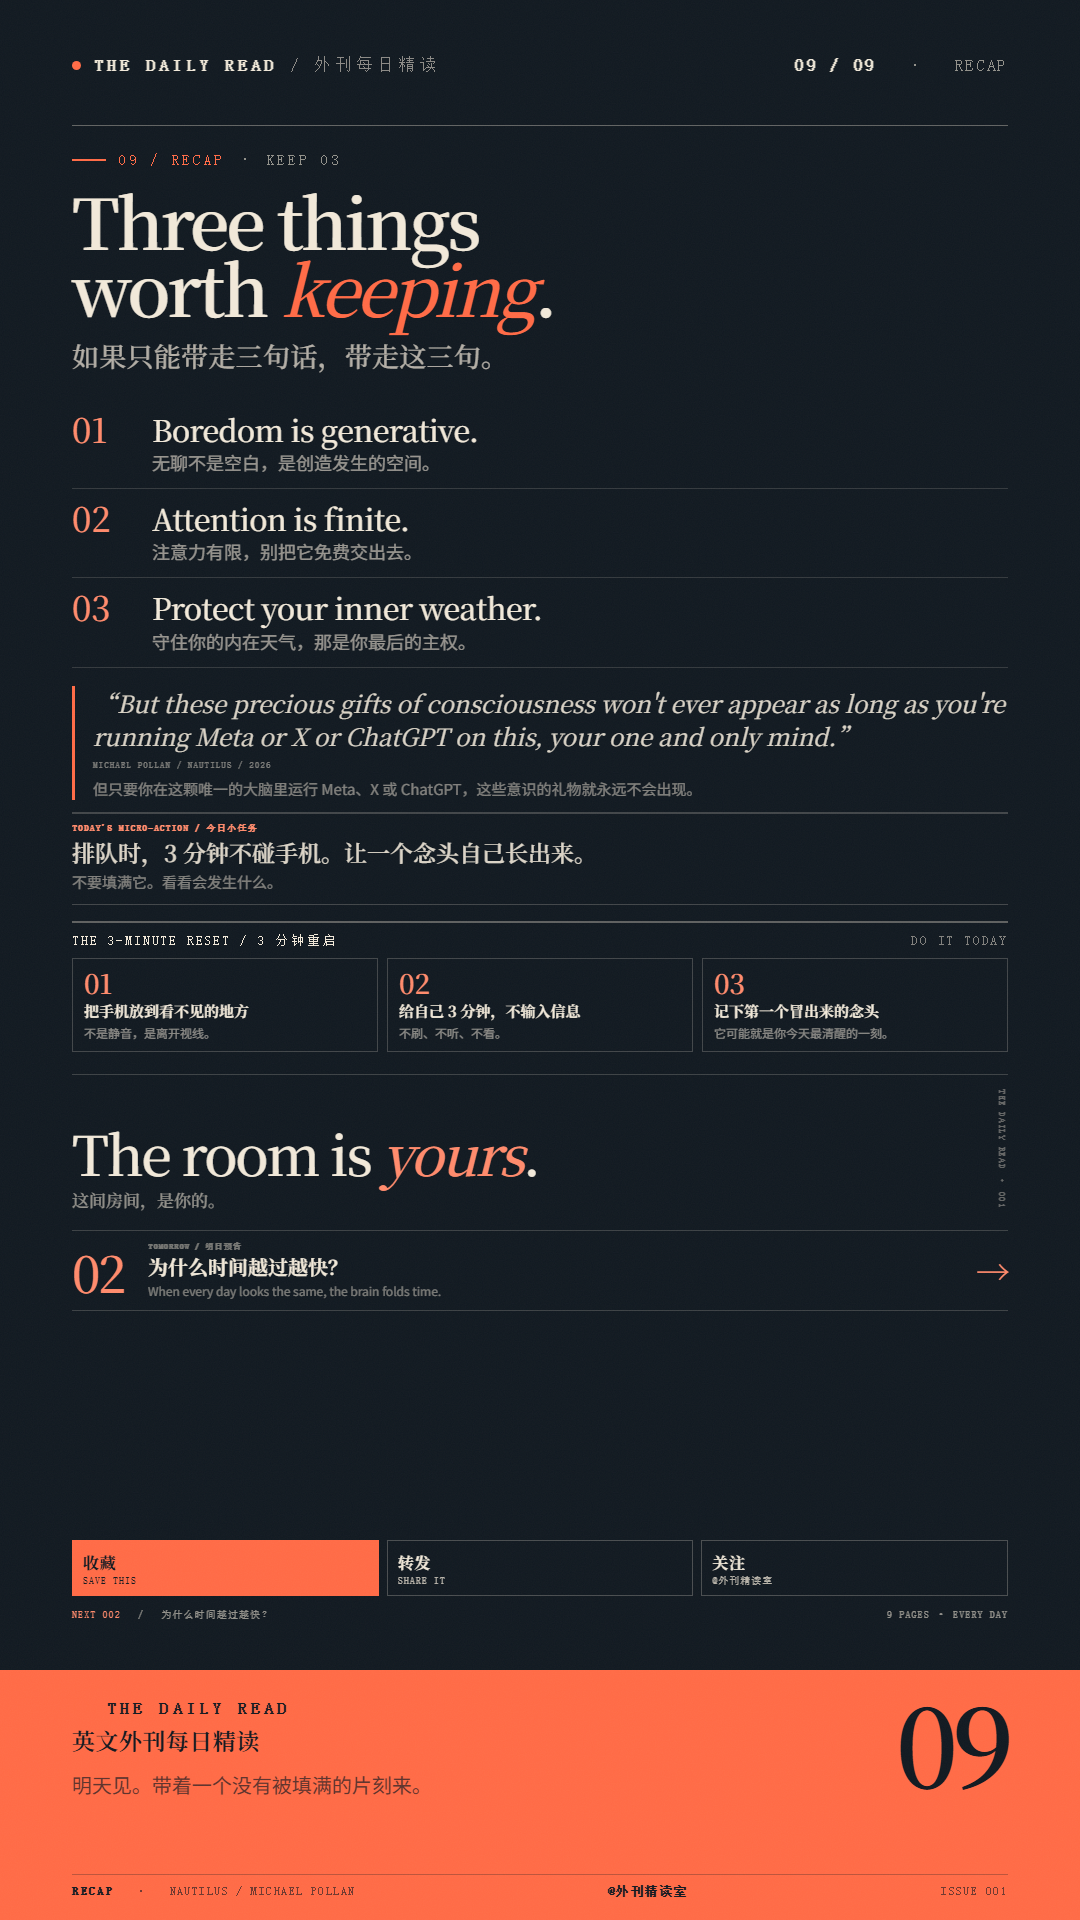 THE DAILY READ / 外刊每日精读
09 / 09 · RECAP
09 / RECAP · KEEP 03
Three things
worth keeping.
如果只能带走三句话，带走这三句。
01 Boredom is generative.
无聊不是空白，是创造发生的空间。
02 Attention is finite.
注意力有限，别把它免费交出去。
03 Protect your inner weather.
守住你的内在天气，那是你最后的主权。
“But these precious gifts of consciousness won't ever appear as long as you're
running Meta or X or ChatGPT on this, your one and only mind.”
MICHAEL POLLAN / NAUTILUS / 2026
但只要你在这颗唯一的大脑里运行 Meta、X 或 ChatGPT，这些意识的礼物就永远不会出现。
TODAY'S MICRO-ACTION / 今日小任务
排队时，3 分钟不碰手机。让一个念头自己长出来。
不要填满它。看看会发生什么。
THE 3-MINUTE RESET / 3 分钟重启
DO IT TODAY
01
把手机放到看不见的地方
不是静音，是离开视线。
02
给自己 3 分钟，不输入信息
不刷、不听、不看。
03
记下第一个冒出来的念头
它可能就是你今天最清醒的一刻。
THE DAILY READ · 001
The room is yours.
这间房间，是你的。
02
TOMORROW / 明日预告
为什么时间越过越快？
When every day looks the same, the brain folds time.
→
收藏
SAVE THIS
转发
SHARE IT
关注
@外刊精读室
NEXT 002 / 为什么时间越过越快？
9 PAGES · EVERY DAY
THE DAILY READ
英文外刊每日精读
明天见。带着一个没有被填满的片刻来。
09
RECAP · NAUTILUS / MICHAEL POLLAN
@外刊精读室
ISSUE 001